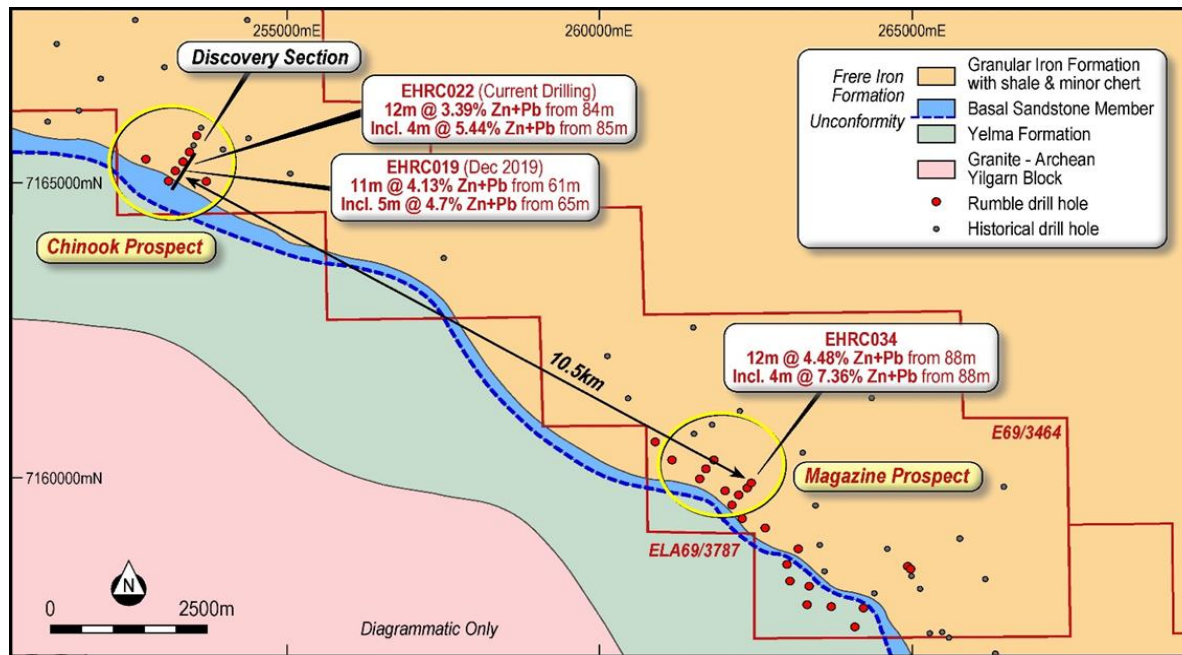 255000mE
260000mE
265000mE
Discovery Section
EHRC022 (Current Drilling)
12m @ 3.39% Zn+Pb from 84m
Incl. 4m @ 5.44% Zn+Pb from 85m
EHRC019 (Dec 2019)
11m @ 4.13% Zn+Pb from 61m
Incl. 5m @ 4.7% Zn+Pb from 65m
Frere Iron
Formation
Unconformity
Granular Iron Formation
with shale & minor chert
Basal Sandstone Member
Yelma Formation
Granite - Archean
Yilgarn Block
Rumble drill hole
Historical drill hole
7165000mN
Chinook Prospect
10.5km
EHRC034
12m @ 4.48% Zn+Pb from 88m
Incl. 4m @ 7.36% Zn+Pb from 88m
E69/3464
7160000mN
Magazine Prospect
ELA69/3787
N
0
2500m
Diagrammatic Only